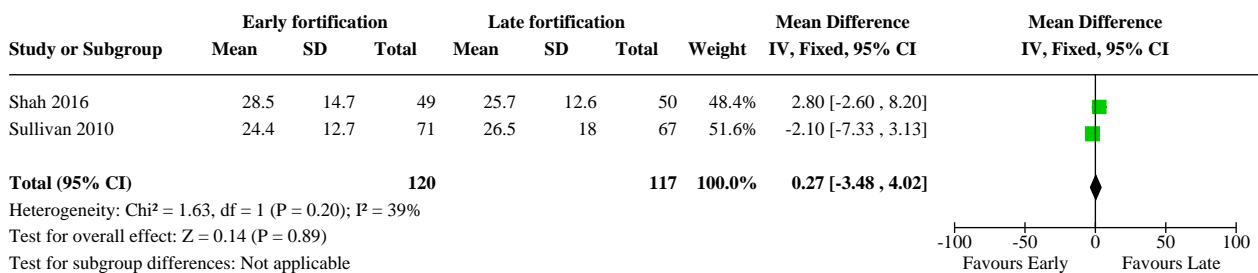 Early fortification Late fortification Mean Difference Mean Difference
Study or Subgroup Mean SD Total Mean SD Total Weight IV, Fixed, 95% CI IV, Fixed, 95% CI
Shah 2016 28.5 14.7 49 25.7 12.6 50 48.4% 2.80 [-2.60 , 8.20]
Sullivan 2010 24.4 12.7 71 26.5 18 67 51.6% -2.10 [-7.33 , 3.13]
Total (95% CI) 120 117 100.0% 0.27 [-3.48 , 4.02]
Heterogeneity: Chi² = 1.63, df = 1 (P = 0.20); I² = 39%
Test for overall effect: Z = 0.14 (P = 0.89)
-100 -50 0 50 100
Test for subgroup differences: Not applicable Favours Early Favours Late